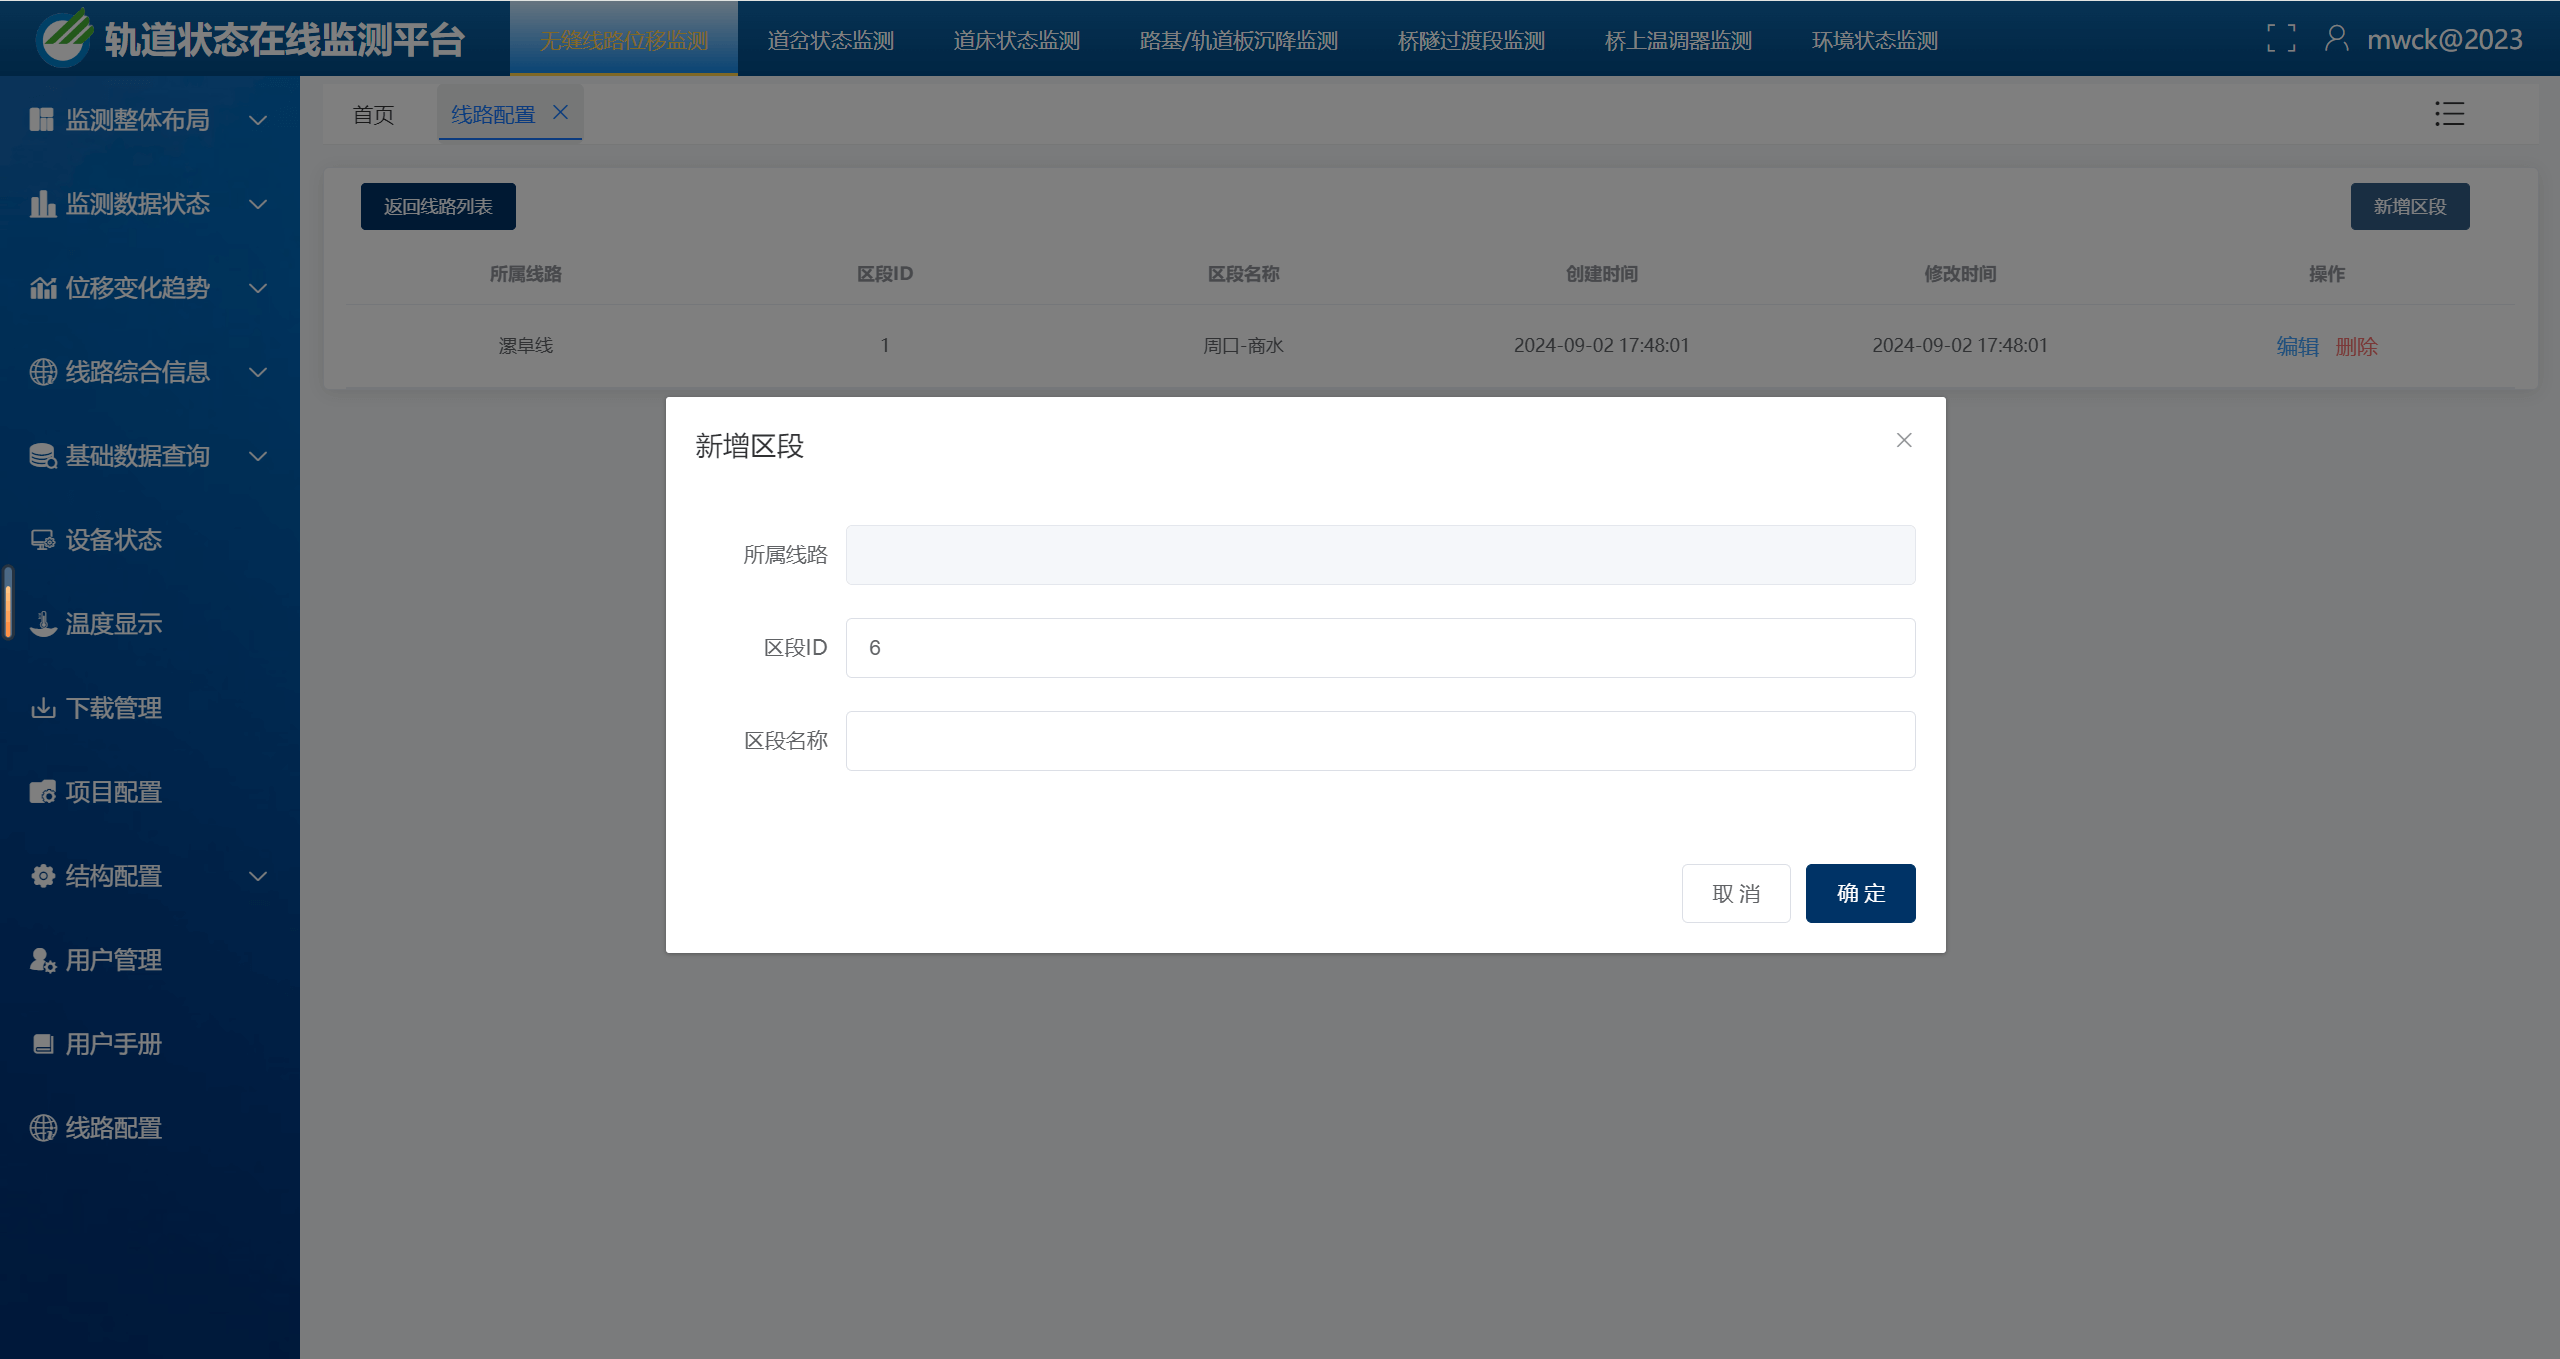 轨道状态在线监测平台
无缝线路位移监测
道岔状态监测
道床状态监测
路基/轨道板沉降监测
桥隧过渡段监测
桥上温调器监测
环境状态监测
mwck@2023
监测整体布局
监测数据状态
位移变化趋势
线路综合信息
基础数据查询
设备状态
温度显示
下载管理
项目配置
结构配置
用户管理
用户手册
线路配置
首页
线路配置
返回线路列表
新增区段
所属线路 区段ID 区段名称 创建时间 修改时间 操作
漯阜线 1 周口-商水 2024-09-02 17:48:01 2024-09-02 17:48:01 编辑 删除
新增区段
所属线路
区段ID 6
区段名称
取 消
确 定